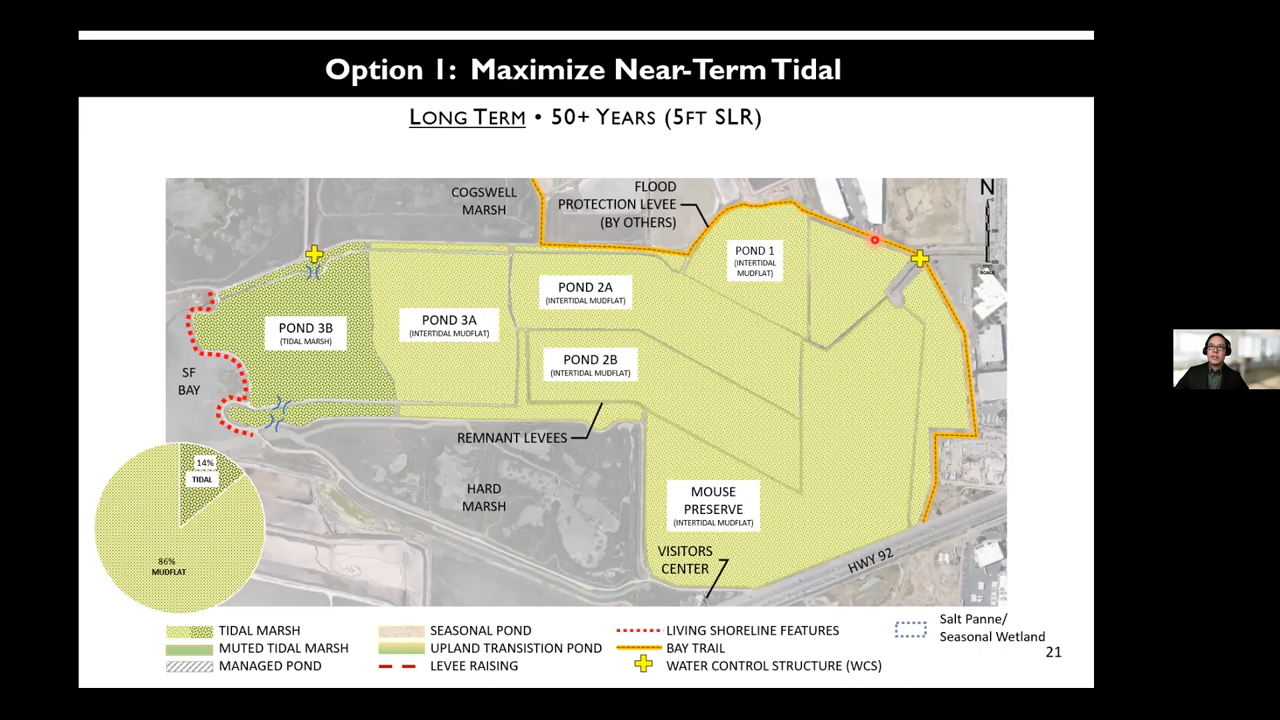 Option 1: Maximize Near-Term Tidal
LONG TERM • 50+ YEARS (5FT SLR)
COGSWELL
MARSH
FLOOD
PROTECTION LEVEE
(BY OTHERS)
N
SCALE
POND 1
(INTERTIDAL
MUDFLAT)
POND 2A
(INTERTIDAL MUDFLAT)
POND 3A
(INTERTIDAL MUDFLAT)
POND 3B
(TIDAL MARSH)
POND 2B
(INTERTIDAL MUDFLAT)
SF
BAY
REMNANT LEVEES
HARD
MARSH
MOUSE
PRESERVE
(INTERTIDAL MUDFLAT)
VISITORS
CENTER
HWY 92
14%
TIDAL
86%
MUDFLAT
TIDAL MARSH
MUTED TIDAL MARSH
MANAGED POND
SEASONAL POND
UPLAND TRANSISTION POND
LEVEE RAISING
LIVING SHORELINE FEATURES
BAY TRAIL
WATER CONTROL STRUCTURE (WCS)
Salt Panne/
Seasonal Wetland
21